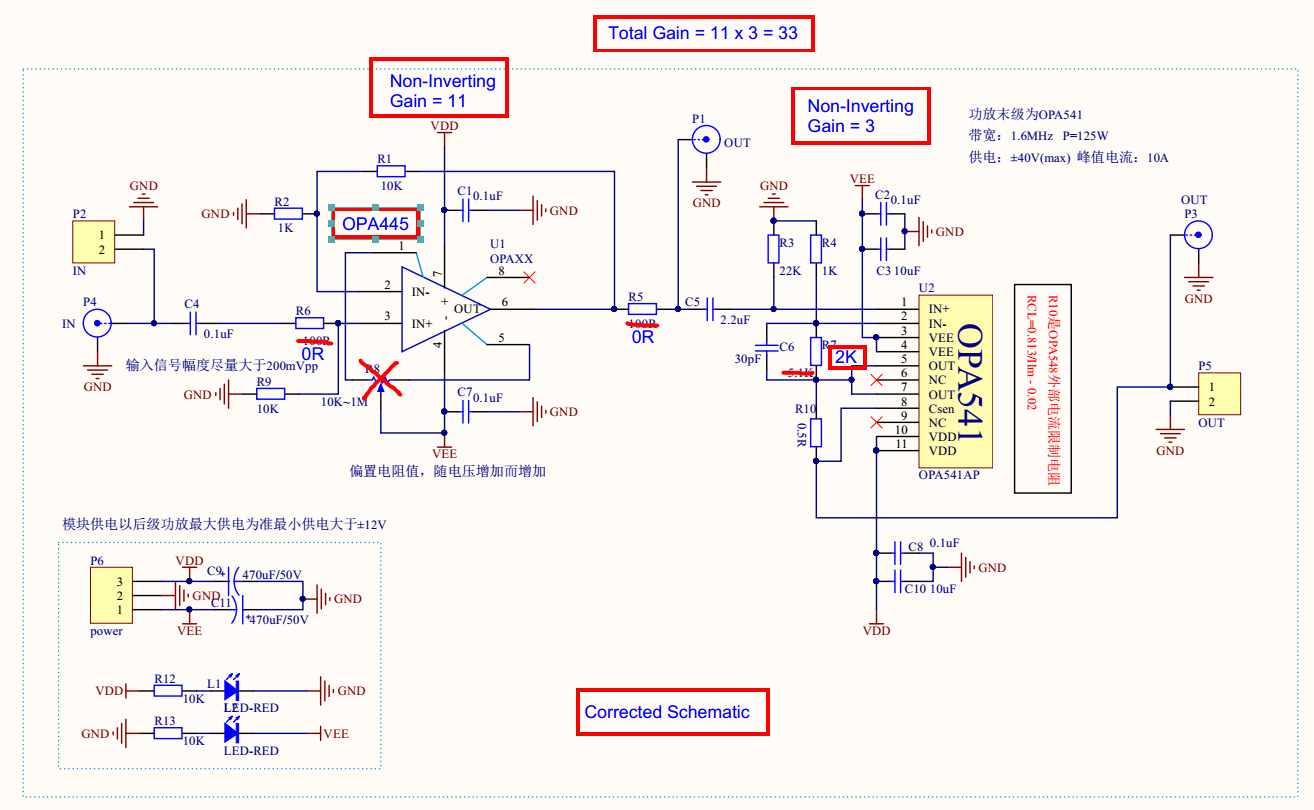 Total Gain = 11 x 3 = 33
Non-Inverting
Gain = 11
Non-Inverting
Gain = 3
功放末级为OPA541
带宽：1.6MHz P=125W
供电：±40V(max) 峰值电流：10A
VDD
R1
10K
P1
OUT
GND
GND
P2
1
2
IN
GND
R2
1K
OPA445
C1
0.1uF
GND
U1
OPAXX
1
7
8
2
IN-
3
IN+
+
-
OUT
6
4
5
P4
IN
GND
C4
0.1uF
R6
100R
0R
输入信号幅度尽量大于200mVpp
GND
R9
10K
R8
10K~1M
C7
0.1uF
GND
VEE
偏置电阻值，随电压增加而增加
R5
100R
0R
C5
2.2uF
GND
R3
22K
R4
1K
VEE
C2
0.1uF
GND
C3
10uF
C6
30pF
R7
2K
5.1K
R10
0.5R
U2
1 IN+
2 IN-
3 VEE
4 VEE
5 OUT
6 NC
7 OUT
8 Csen
9 NC
10 VDD
11 VDD
OPA541
OPA541AP
R10是OPA548外部电流限制电阻
RCL=0.813/Ilm - 0.02
OUT
P3
GND
P5
1
2
OUT
GND
C8
0.1uF
GND
C10
10uF
VDD
模块供电以后级功放最大供电为准最小供电大于±12V
P6
3
2
1
power
VDD
C9
+
470uF/50V
GND
GND
C11
+
470uF/50V
VEE
VDD
R12
10K
L1
LED-RED
GND
GND
R13
10K
L2
LED-RED
VEE
Corrected Schematic